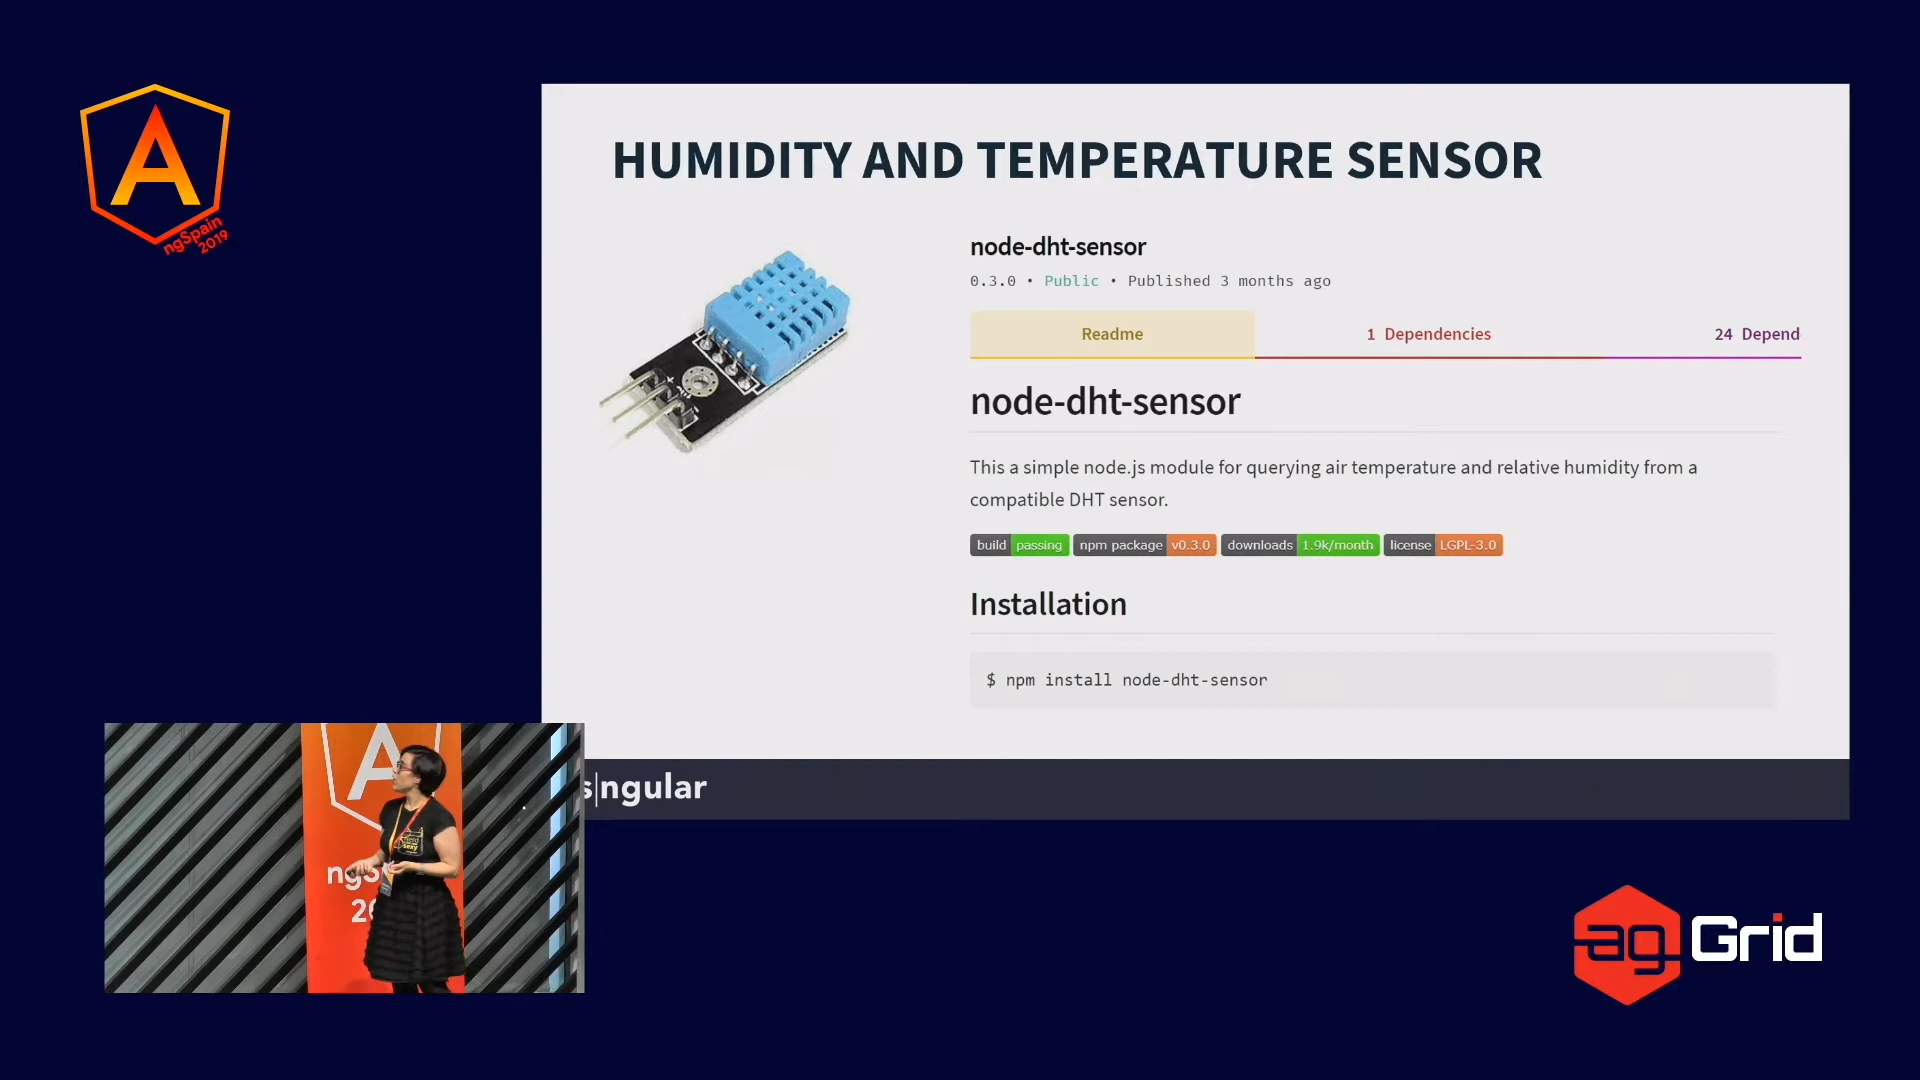 A
ngSpain
2019
HUMIDITY AND TEMPERATURE SENSOR
node-dht-sensor
0.3.0 • Public • Published 3 months ago
Readme
1 Dependencies
24 Depend
node-dht-sensor
This a simple node.js module for querying air temperature and relative humidity from a
compatible DHT sensor.
build passing npm package v0.3.0 downloads 1.9k/month license LGPL-3.0
Installation
$ npm install node-dht-sensor
s|ngular
A
ngS
20
sexy
ag Grid